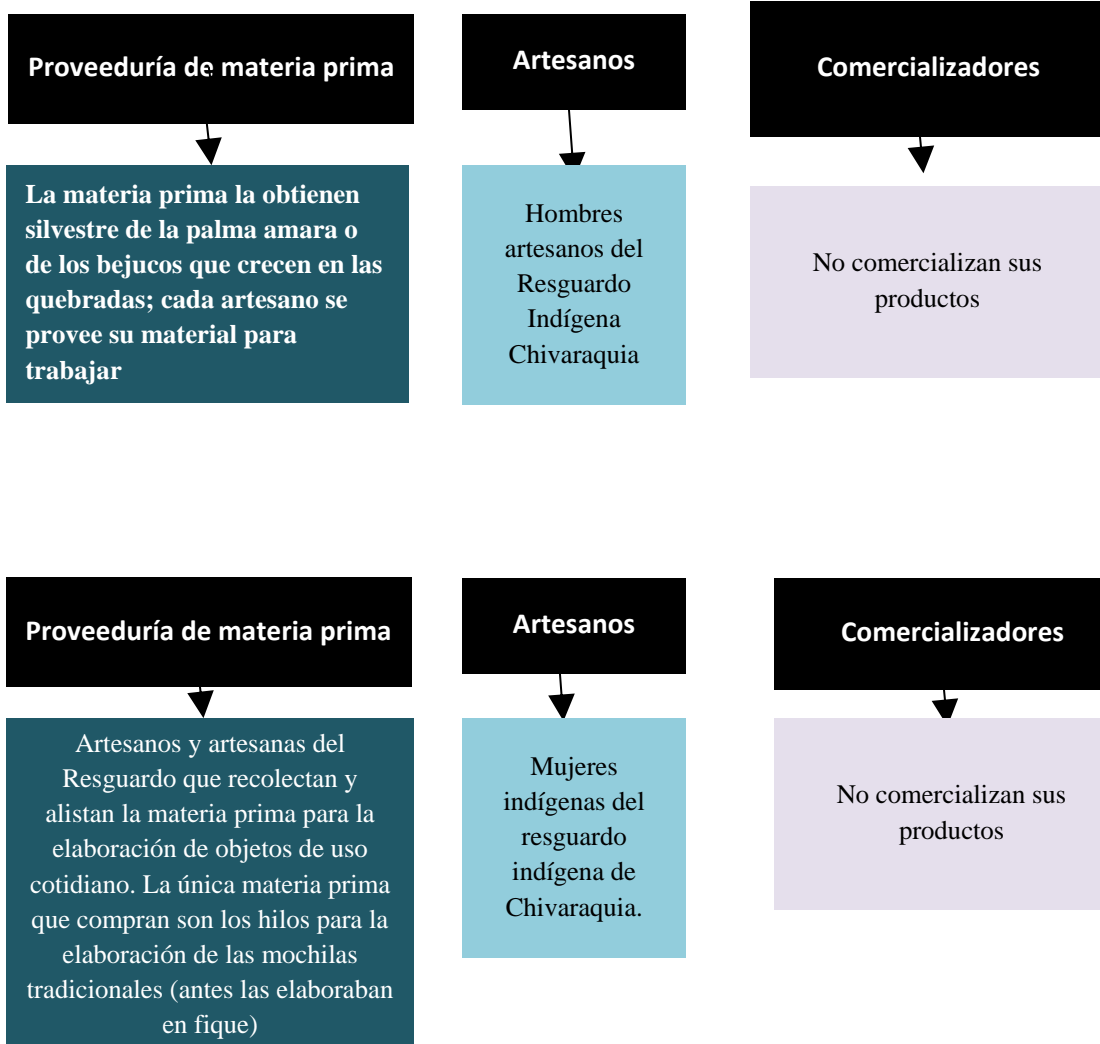 Proveeduría de materia prima
La materia prima la obtienen
silvestre de la palma amara o
de los bejucos que crecen en las
quebradas; cada artesano se
provee su material para
trabajar
Artesanos
Hombres
artesanos del
Resguardo
Indígena
Chivaraquia
Comercializadores
No comercializan sus
productos
Proveeduría de materia prima
Artesanos y artesanas del
Resguardo que recolectan y
alistan la materia prima para la
elaboración de objetos de uso
cotidiano. La única materia prima
que compran son los hilos para la
elaboración de las mochilas
tradicionales (antes las elaboraban
en fique)
Artesanos
Mujeres
indígenas del
resguardo
indígena de
Chivaraquia.
Comercializadores
No comercializan sus
productos